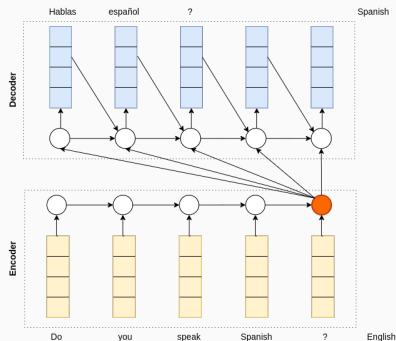 Hablas español ? Spanish
Decoder
Encoder
Do you speak Spanish ? English